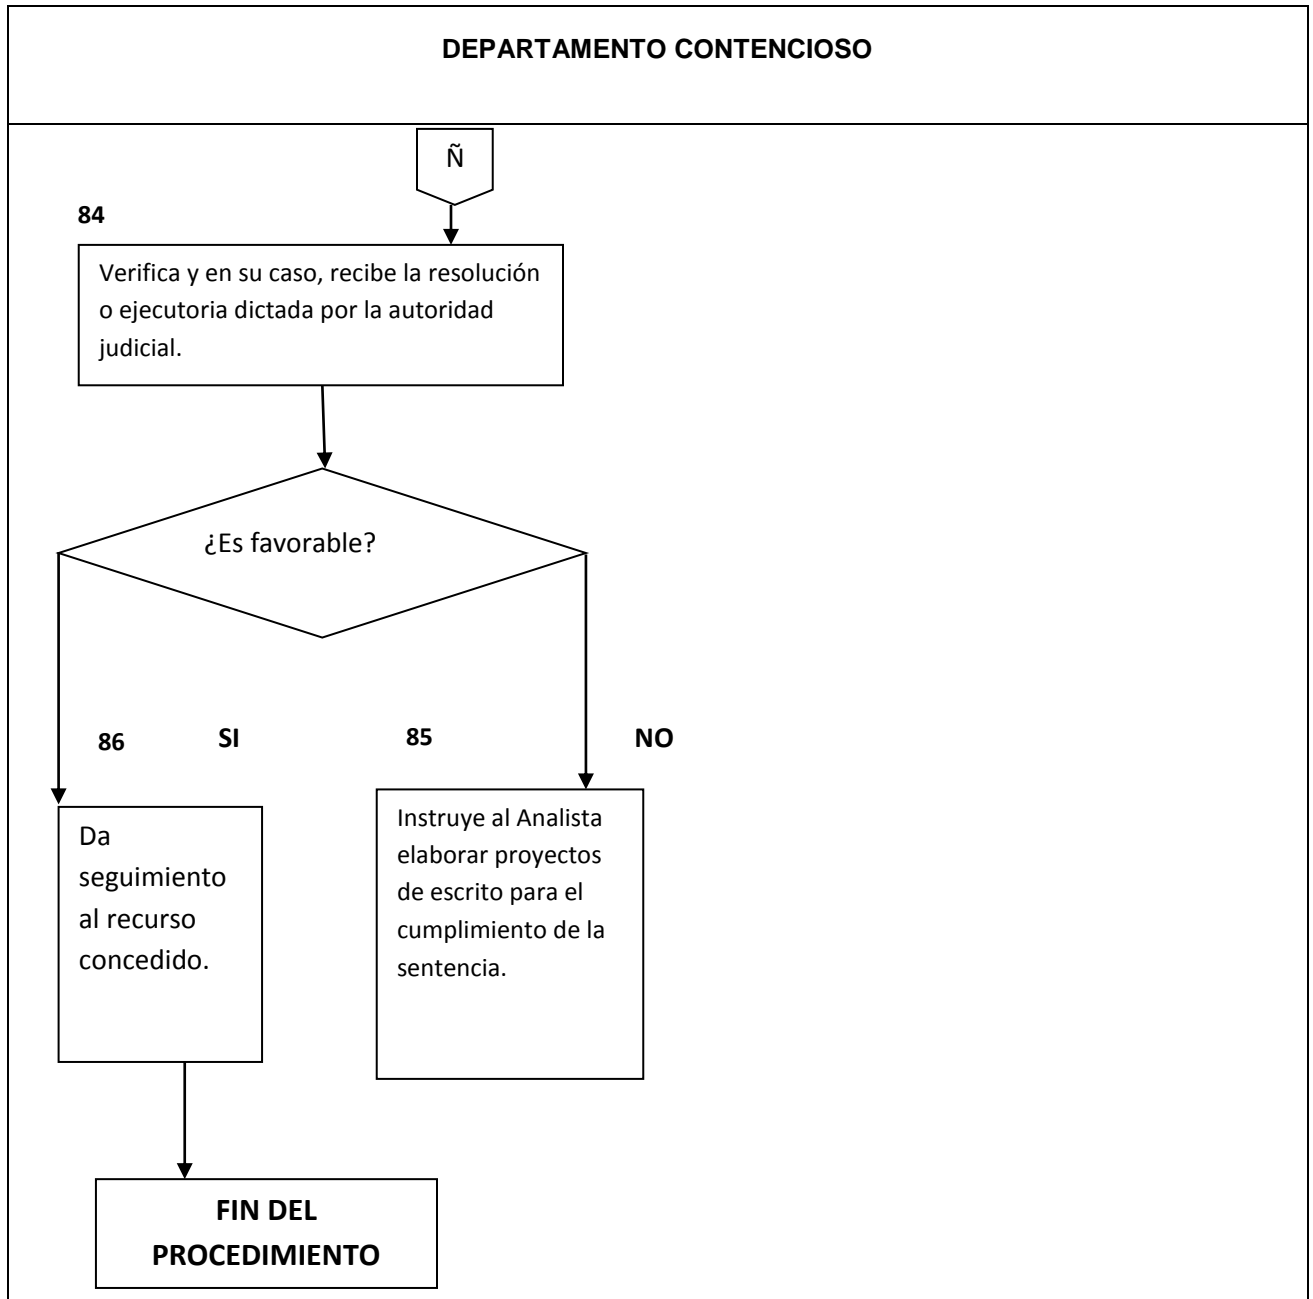 DEPARTAMENTO CONTENCIOSO
Ñ
84
Verifica y en su caso, recibe la resolución
o ejecutoria dictada por la autoridad
judicial.
¿Es favorable?
86 SI 85 NO
Da
seguimiento
al recurso
concedido.
Instruye al Analista
elaborar proyectos
de escrito para el
cumplimiento de la
sentencia.
FIN DEL
PROCEDIMIENTO